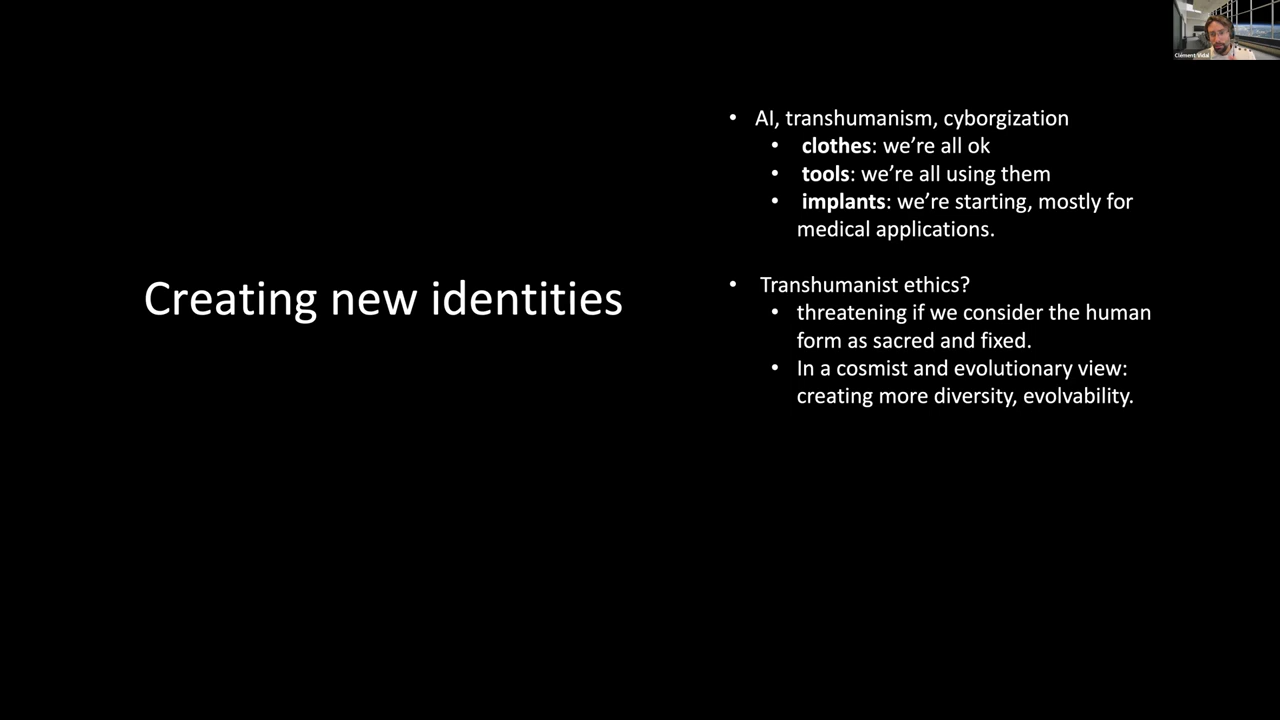 Clément Vidal
Creating new identities
• AI, transhumanism, cyborgization
• clothes: we’re all ok
• tools: we’re all using them
• implants: we’re starting, mostly for
medical applications.
• Transhumanist ethics?
• threatening if we consider the human
form as sacred and fixed.
• In a cosmist and evolutionary view:
creating more diversity, evolvability.